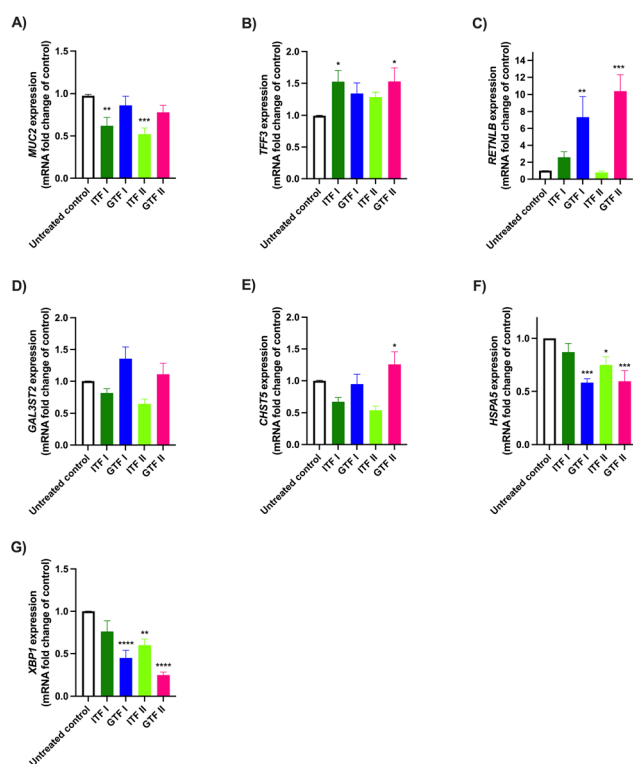 A)
MUC2 expression
(mRNA fold change of control)
1.5
1.0
0.5
0.0
**
***
Untreated control
ITF I
GTF I
ITF II
GTF II
B)
TFF3 expression
(mRNA fold change of control)
2.0
1.5
1.0
0.5
0.0
*
*
Untreated control
ITF I
GTF I
ITF II
GTF II
C)
RETNLB expression
(mRNA fold change of control)
14
12
10
8
6
4
2
**
***
Untreated control
ITF I
GTF I
ITF II
GTF II
D)
GAL3ST2 expression
(mRNA fold change of control)
2.0
1.5
1.0
0.5
0.0
Untreated control
ITF I
GTF I
ITF II
GTF II
E)
CHST5 expression
(mRNA fold change of control)
2.0
1.5
1.0
0.5
0.0
*
Untreated control
ITF I
GTF I
ITF II
GTF II
F)
HSPA5 expression
(mRNA fold change of control)
1.5
1.0
0.5
0.0
***
*
***
Untreated control
ITF I
GTF I
ITF II
GTF II
G)
XBP1 expression
(mRNA fold change of control)
1.5
1.0
0.5
0.0
****
**
****
Untreated control
ITF I
GTF I
ITF II
GTF II